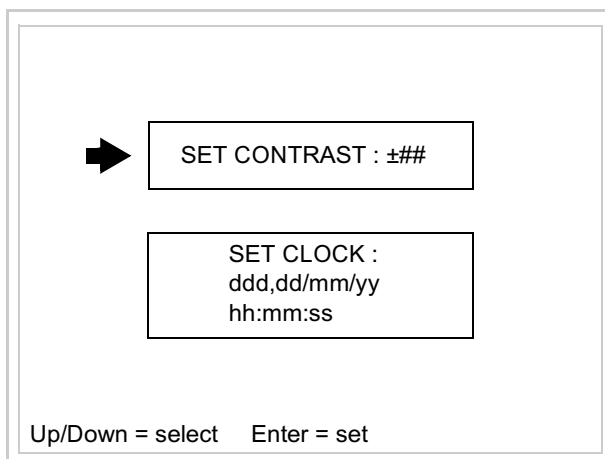 SET CONTRAST : ±##
SET CLOCK :
ddd,dd/mm/yy
hh:mm:ss
Up/Down = select Enter = set